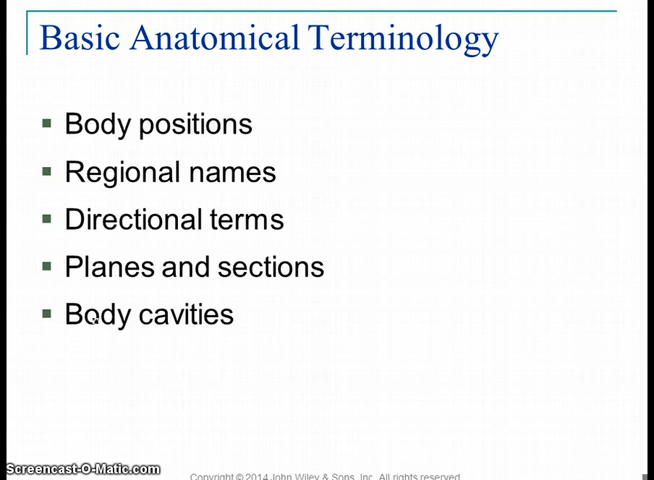 Basic Anatomical Terminology
Body positions
Regional names
Directional terms
Planes and sections
Body cavities
Screencast-O-Matic.com
Copyright © 2014 John Wiley & Sons, Inc. All rights reserved.